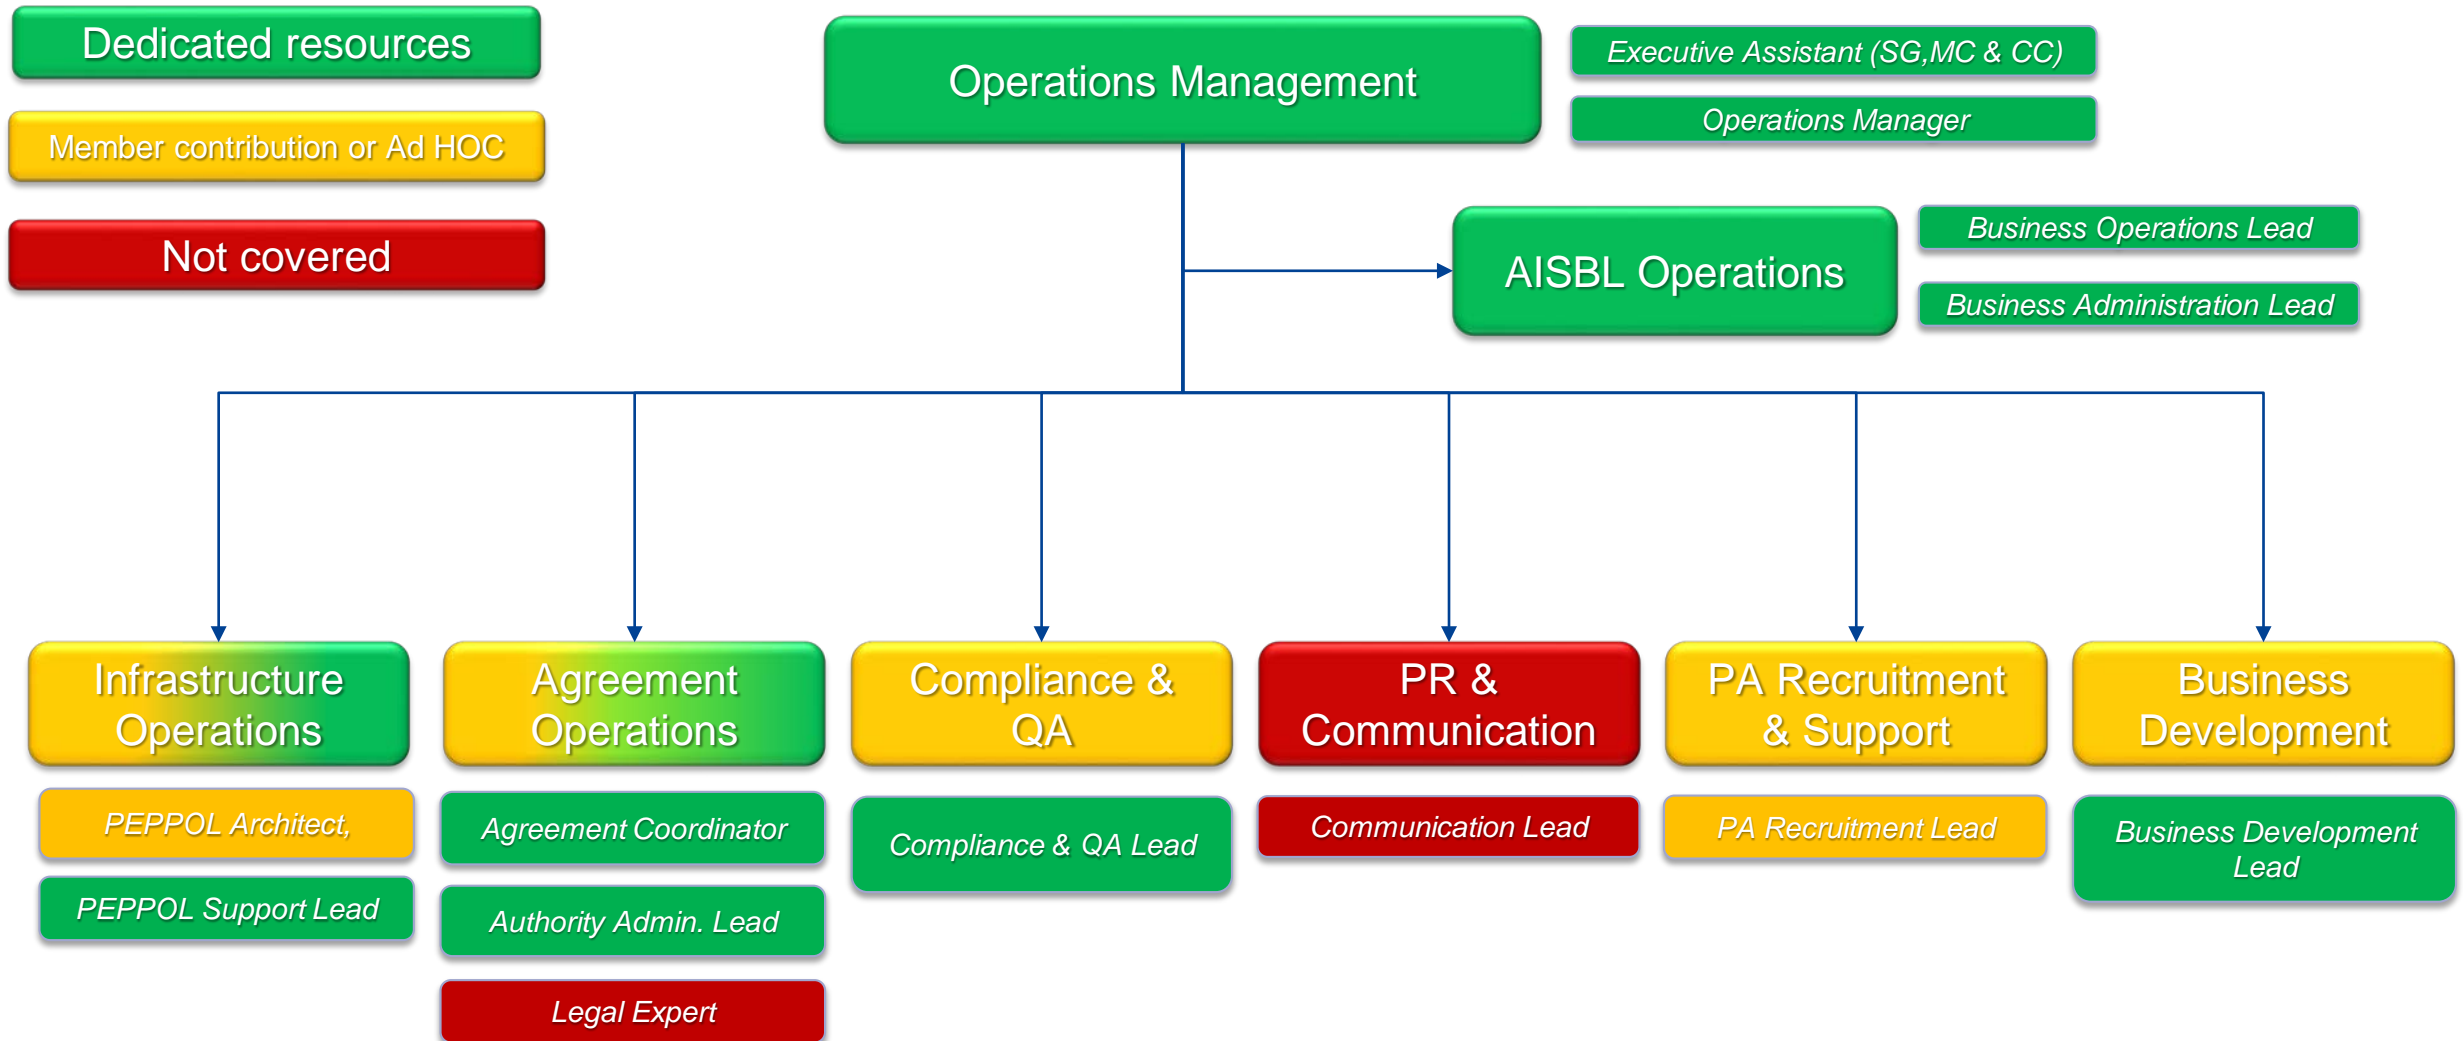 Dedicated resources
Member contribution or Ad HOC
Not covered
Operations Management
Executive Assistant (SG,MC & CC)
Operations Manager
AISBL Operations
Business Operations Lead
Business Administration Lead
Infrastructure
Operations
PEPPOL Architect,
PEPPOL Support Lead
Agreement
Operations
Agreement Coordinator
Authority Admin. Lead
Legal Expert
Compliance &
QA
Compliance & QA Lead
PR &
Communication
Communication Lead
PA Recruitment
& Support
PA Recruitment Lead
Business
Development
Business Development
Lead